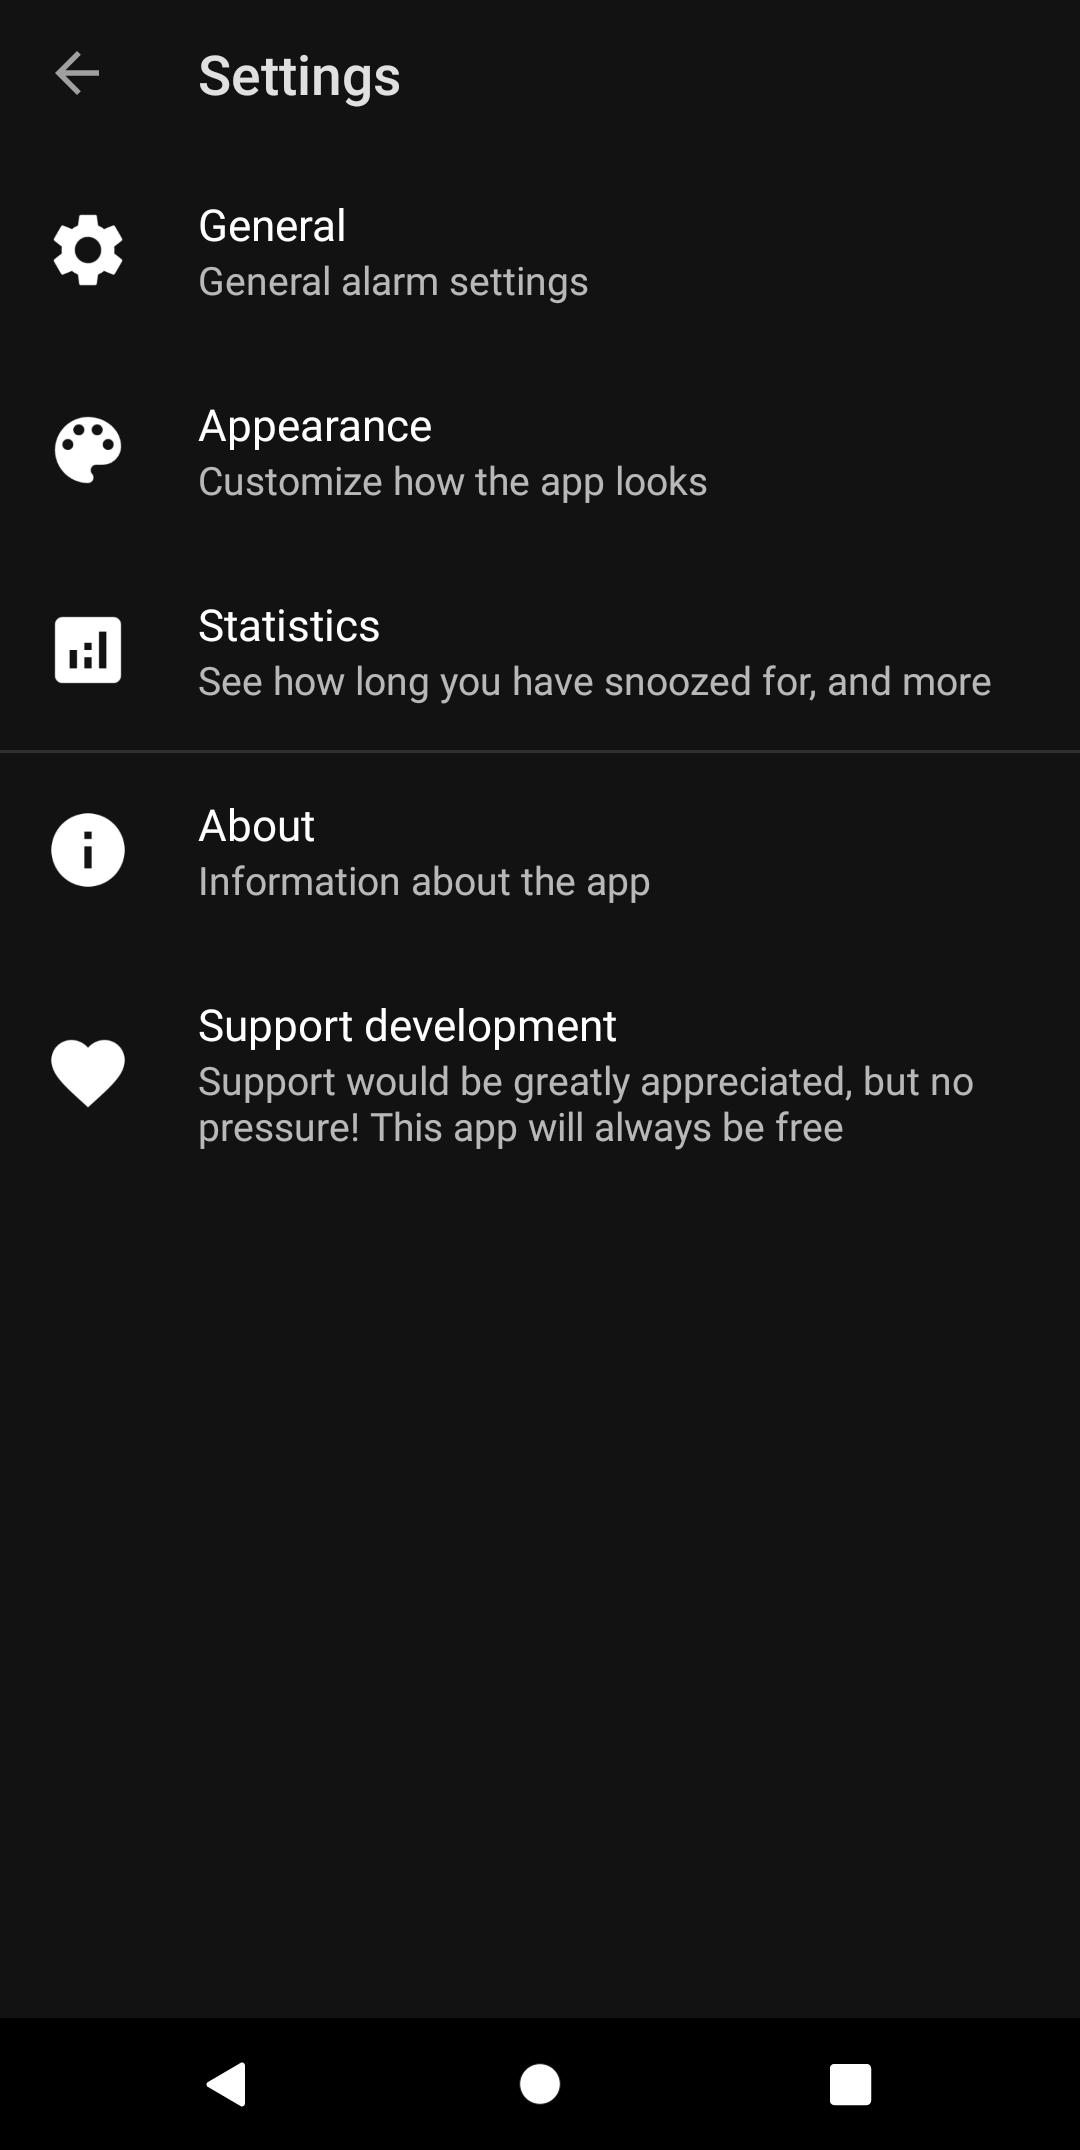 Settings
General
General alarm settings
Appearance
Customize how the app looks
Statistics
See how long you have snoozed for, and more
About
Information about the app
Support development
Support would be greatly appreciated, but no
pressure! This app will always be free